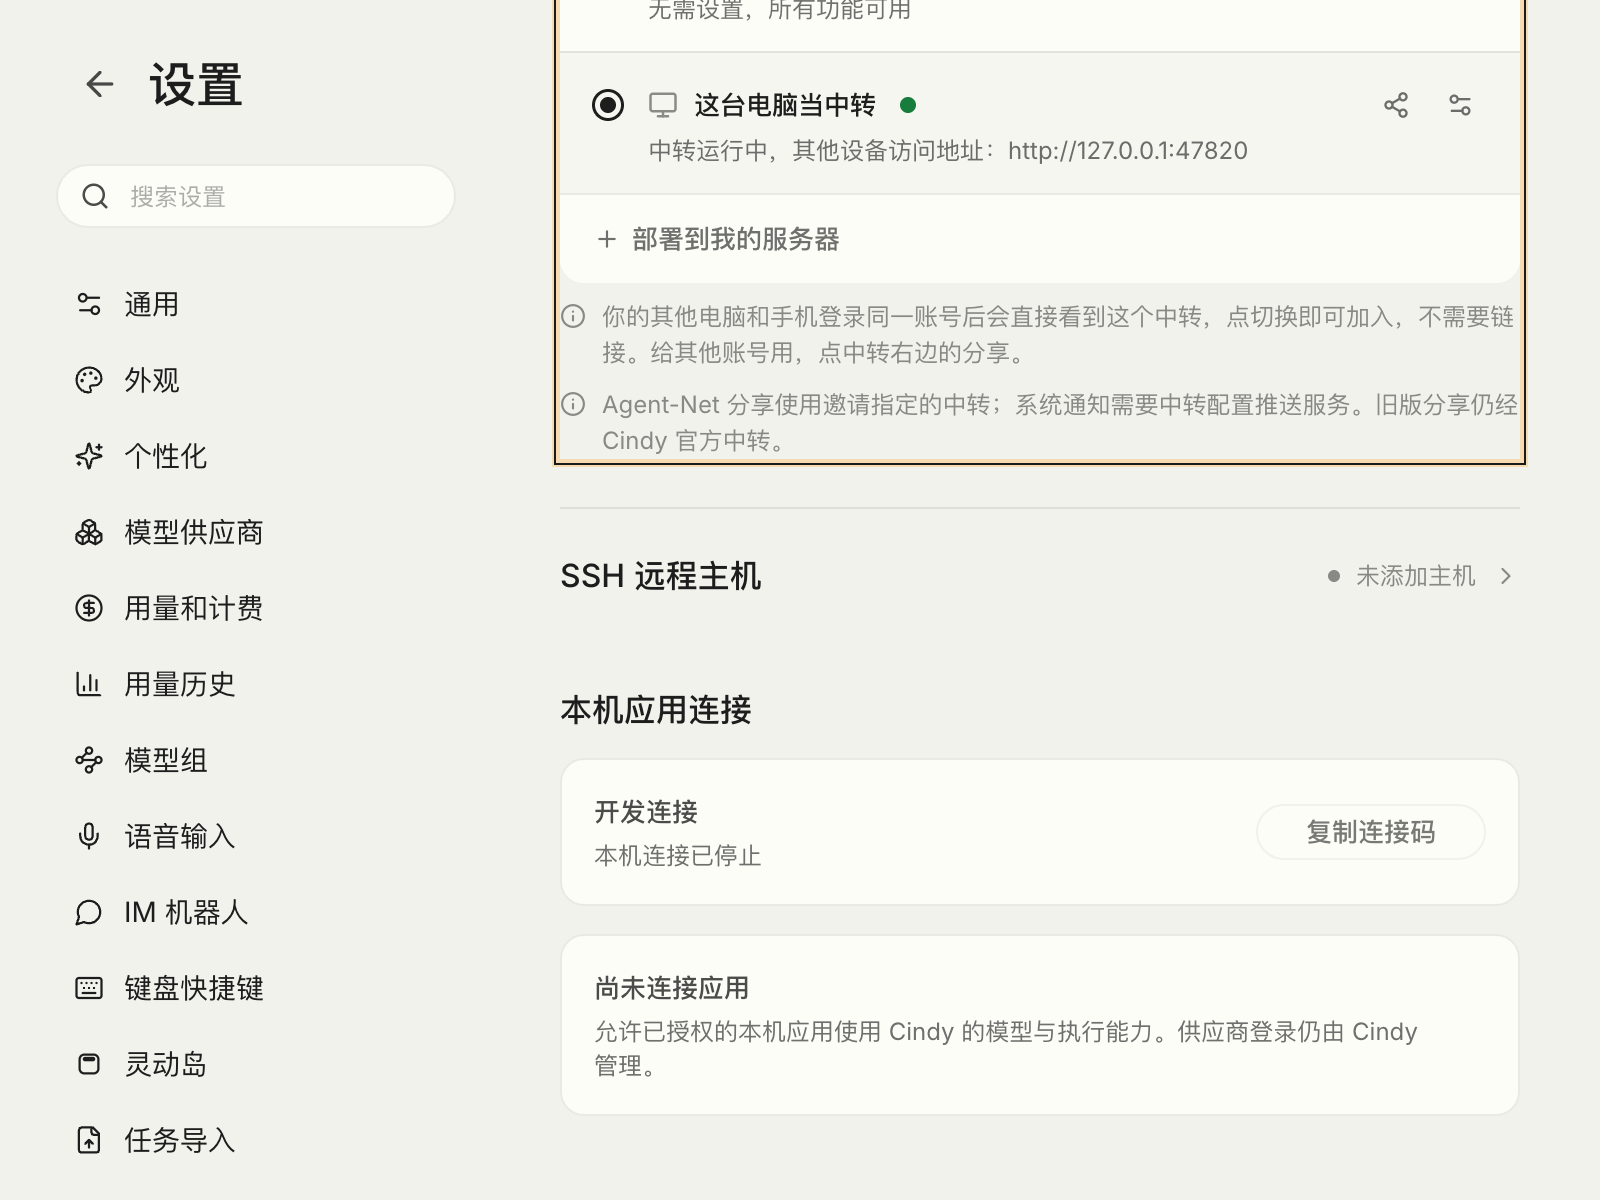 设置
搜索设置
通用
外观
个性化
模型供应商
用量和计费
用量历史
模型组
语音输入
IM 机器人
键盘快捷键
灵动岛
任务导入
无需设置，所有功能可用
这台电脑当中转
中转运行中，其他设备访问地址：http://127.0.0.1:47820
部署到我的服务器
你的其他电脑和手机登录同一账号后会直接看到这个中转，点切换即可加入，不需要链
接。给其他账号用，点中转右边的分享。
Agent-Net 分享使用邀请指定的中转；系统通知需要中转配置推送服务。旧版分享仍经
Cindy 官方中转。
SSH 远程主机
未添加主机
本机应用连接
开发连接
本机连接已停止
复制连接码
尚未连接应用
允许已授权的本机应用使用 Cindy 的模型与执行能力。供应商登录仍由 Cindy
管理。